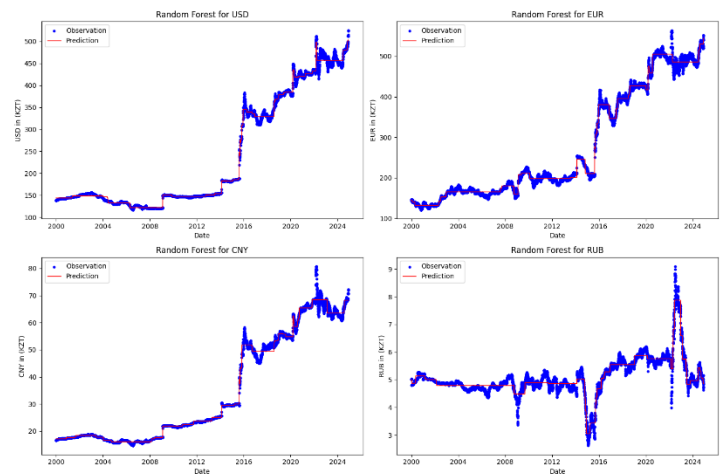 Random Forest for USD
Observation
Prediction
500
450
400
350
300
250
200
150
100
USD in (KZT)
2000 2004 2008 2012 2016 2020 2024
Date
Random Forest for EUR
Observation
Prediction
500
400
300
200
100
EUR in (KZT)
2000 2004 2008 2012 2016 2020 2024
Date
Random Forest for CNY
Observation
Prediction
80
70
60
50
40
30
20
CNY in (KZT)
2000 2004 2008 2012 2016 2020 2024
Date
Random Forest for RUB
Observation
Prediction
9
8
7
6
5
4
3
RUB in (KZT)
2000 2004 2008 2012 2016 2020 2024
Date